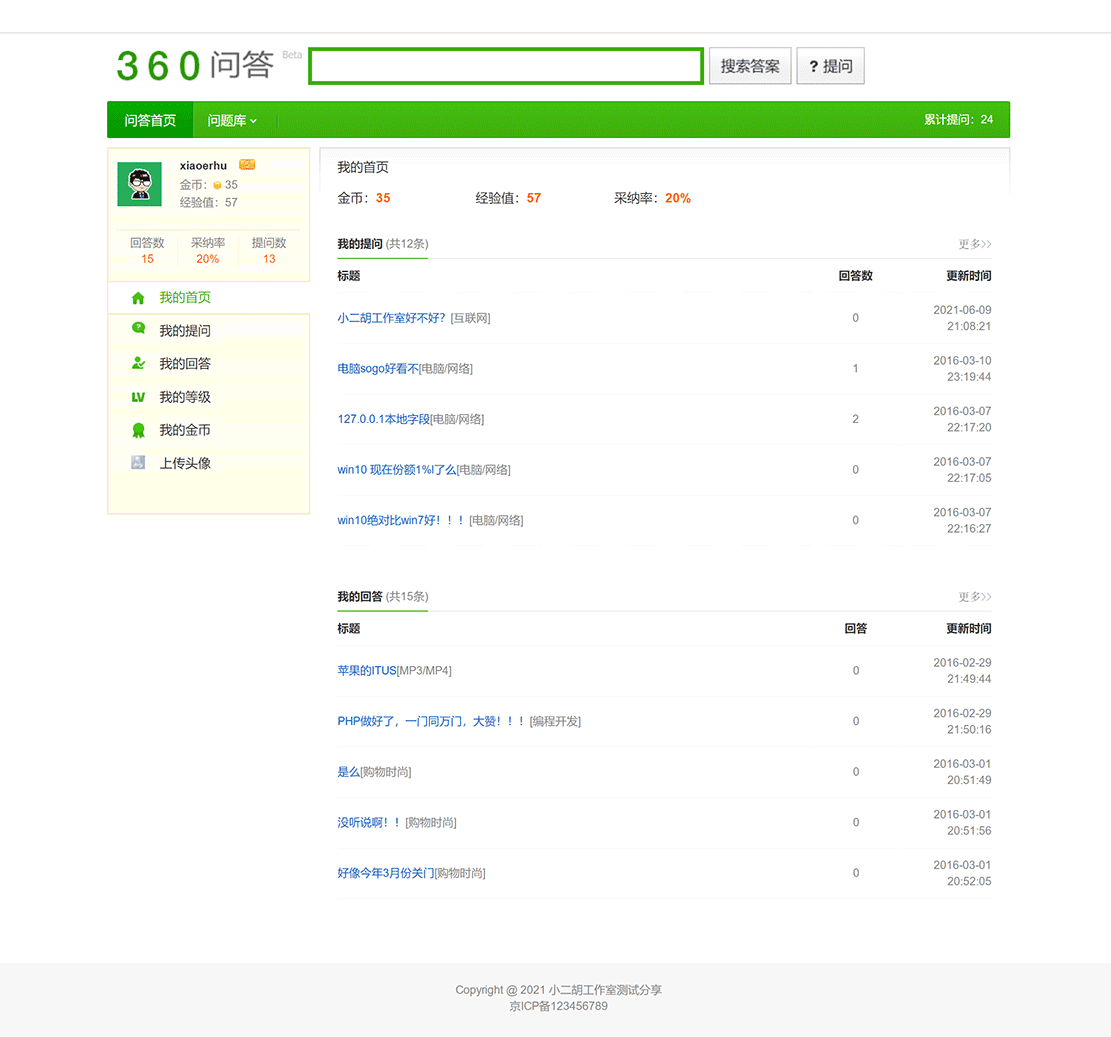 360问答 Beta 搜索答案 ? 提问
问答首页 问题库 累计提问：24
xiaoerhu
金币： 35
经验值：57
回答数 采纳率 提问数
15 20% 13
我的首页
我的提问
我的回答
LV 我的等级
我的金币
上传头像
我的首页
金币：35 经验值：57 采纳率：20%
我的提问 (共12条) 更多>>
标题 回答数 更新时间
小二胡工作室好不好？[互联网] 0 2021-06-09
21:08:21
电脑sogo好看不[电脑/网络] 1 2016-03-10
23:19:44
127.0.0.1本地字段[电脑/网络] 2 2016-03-07
22:17:20
win10 现在份额1%l了么[电脑/网络] 0 2016-03-07
22:17:05
win10绝对比win7好！！！[电脑/网络] 0 2016-03-07
22:16:27
我的回答 (共15条) 更多>>
标题 回答 更新时间
苹果的ITUS[MP3/MP4] 0 2016-02-29
21:49:44
PHP做好了，一门同万门，大赞！！！[编程开发] 0 2016-02-29
21:50:16
是么[购物时尚] 0 2016-03-01
20:51:49
没听说啊！！[购物时尚] 0 2016-03-01
20:51:56
好像今年3月份关门[购物时尚] 0 2016-03-01
20:52:05
Copyright @ 2021 小二胡工作室测试分享
京ICP备123456789